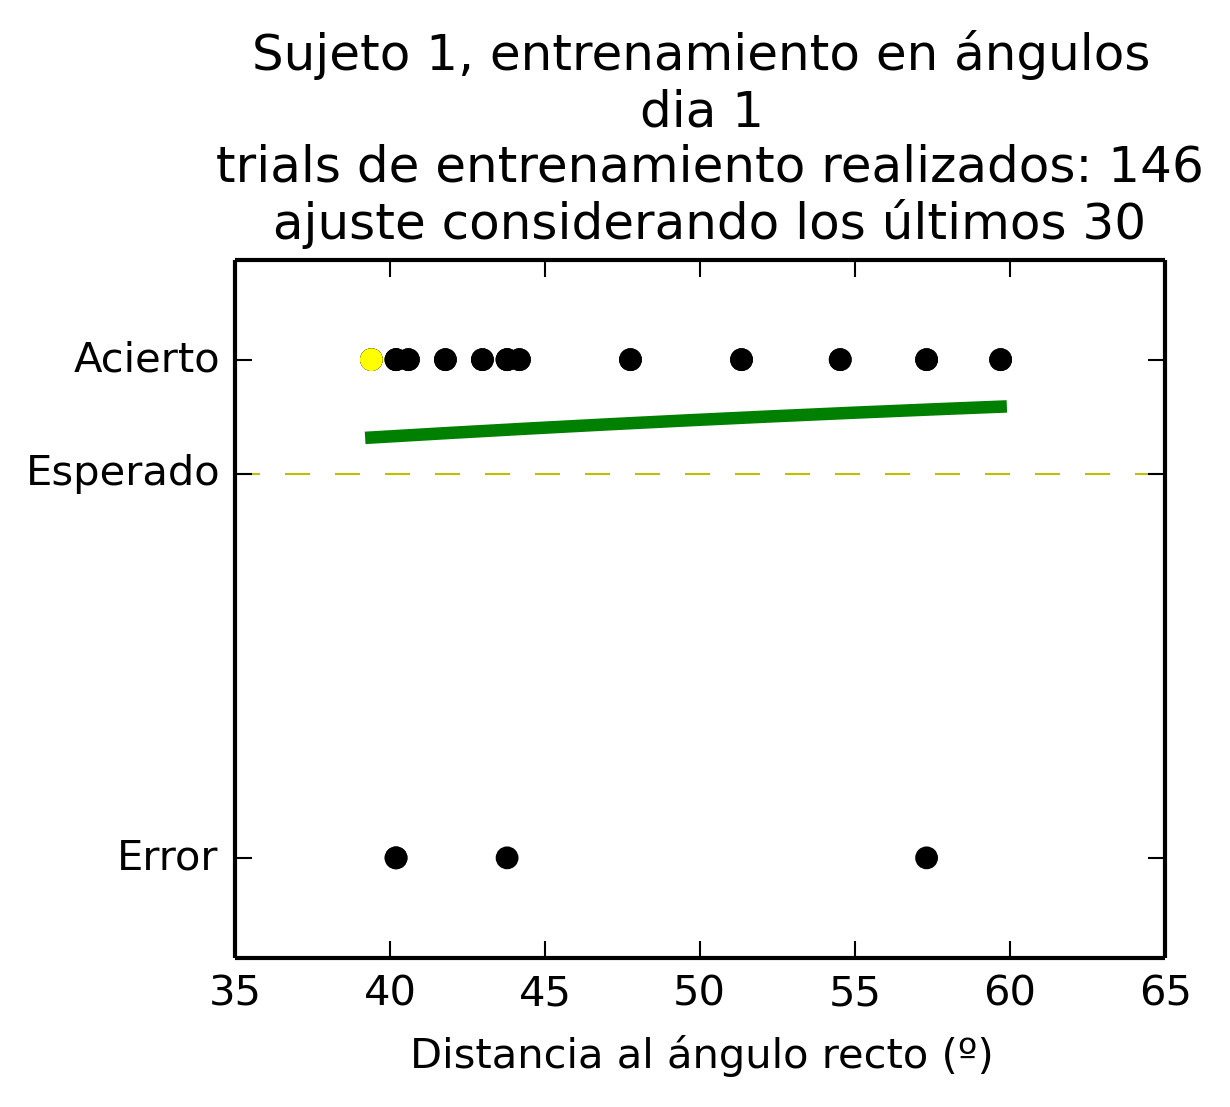 Sujeto 1, entrenamiento en ángulos
dia 1
trials de entrenamiento realizados: 146
ajuste considerando los últimos 30
Acierto
Esperado
Error
35 40 45 50 55 60 65
Distancia al ángulo recto (º)